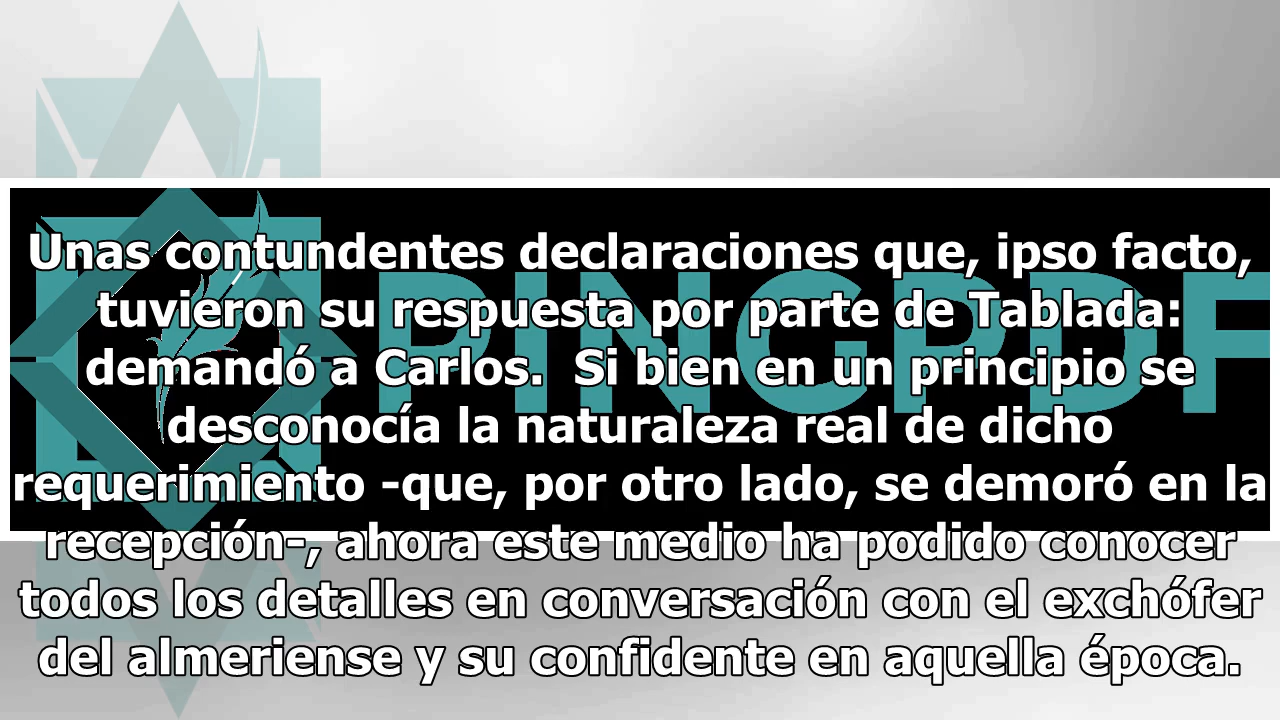 Unas contundentes declaraciones que, ipso facto,
tuvieron su respuesta por parte de Tablada:
demandó a Carlos.  Si bien en un principio se
desconocía la naturaleza real de dicho
requerimiento -que, por otro lado, se demoró en la
recepción-, ahora este medio ha podido conocer
todos los detalles en conversación con el exchófer
del almeriense y su confidente en aquella época.
PINGPDF